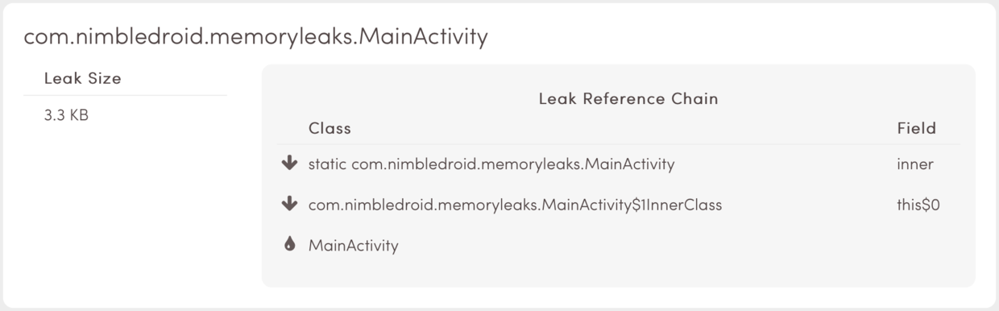 com.nimbledroid.memoryleaks.MainActivity
Leak Size
3.3 KB
Leak Reference Chain
Class Field
static com.nimbledroid.memoryleaks.MainActivity inner
com.nimbledroid.memoryleaks.MainActivity$1InnerClass this$0
MainActivity